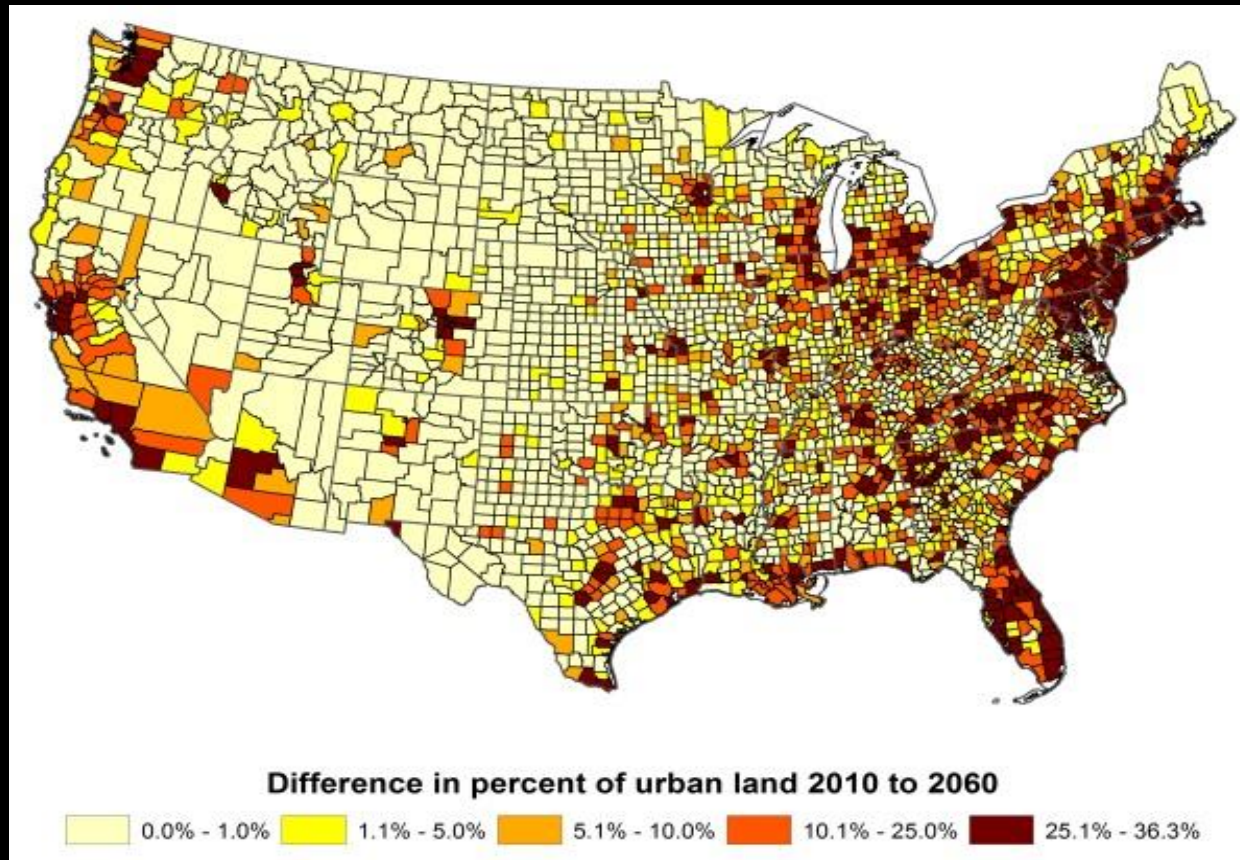 Difference in percent of urban land 2010 to 2060
0.0% - 1.0% 1.1% - 5.0% 5.1% - 10.0% 10.1% - 25.0% 25.1% - 36.3%